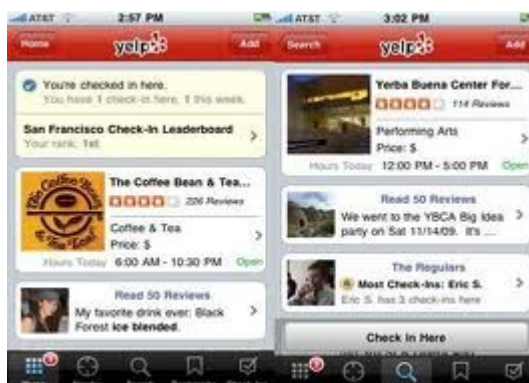 AT&T 2:57 PM
Home yelp Add
You're checked in here.
You have 1 check-in here, 1 this week.
San Francisco Check-In Leaderboard
Your rank: 1st
The Coffee Bean & Tea...
226 Reviews
Coffee & Tea
Price: $
Hours Today 6:00 AM - 10:30 PM Open
The Coffee Bean
& Tea Leaf
Read 50 Reviews
My favorite drink ever: Black
Forest ice blended.
AT&T 3:02 PM
Search yelp Add
Yerba Buena Center For...
114 Reviews
Performing Arts
Price: $
Hours Today 12:00 PM - 5:00 PM Open
Read 50 Reviews
We went to the YBCA Big Idea
party on Sat 11/14/09. It's ...
The Regulars
Most Check-Ins: Eric S.
Eric S. has 3 check-ins here
Check In Here